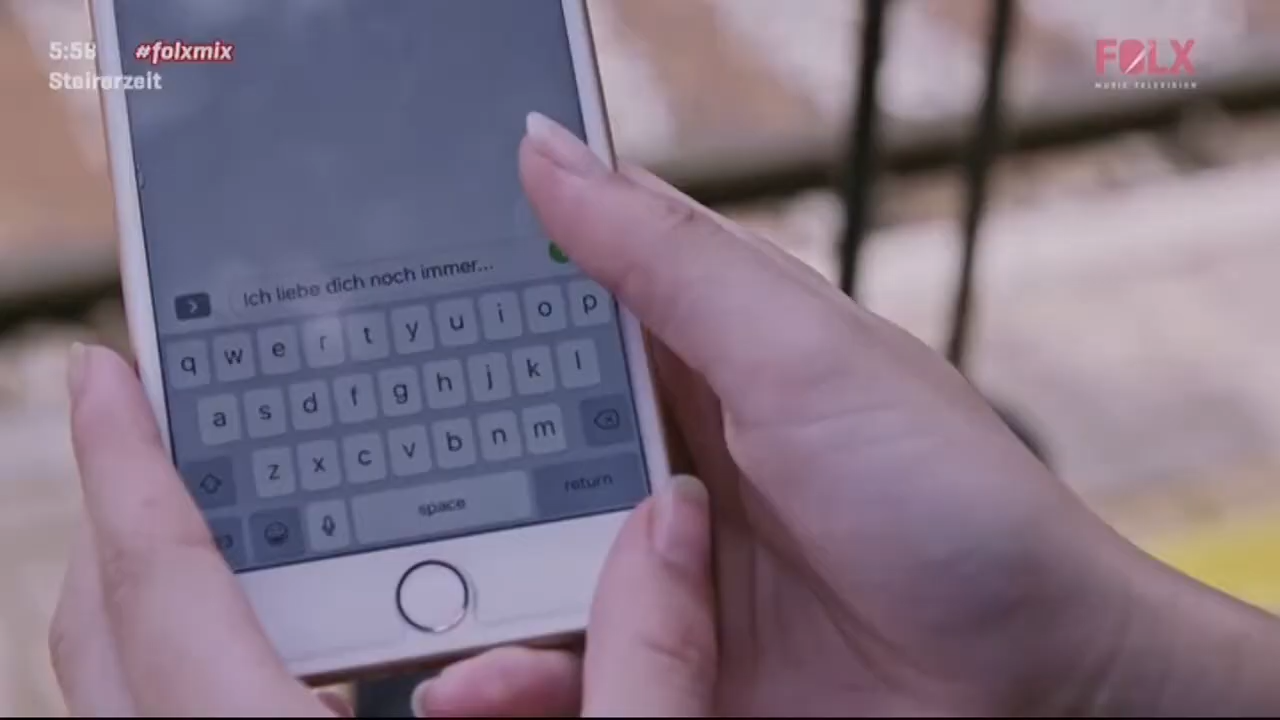 5:58 #folxmix
Steirerzeit
FOLX
MUSIC TELEVISION
Ich liebe dich noch immer...
q w e r t y u i o p
a s d f g h j k l
z x c v b n m
space return